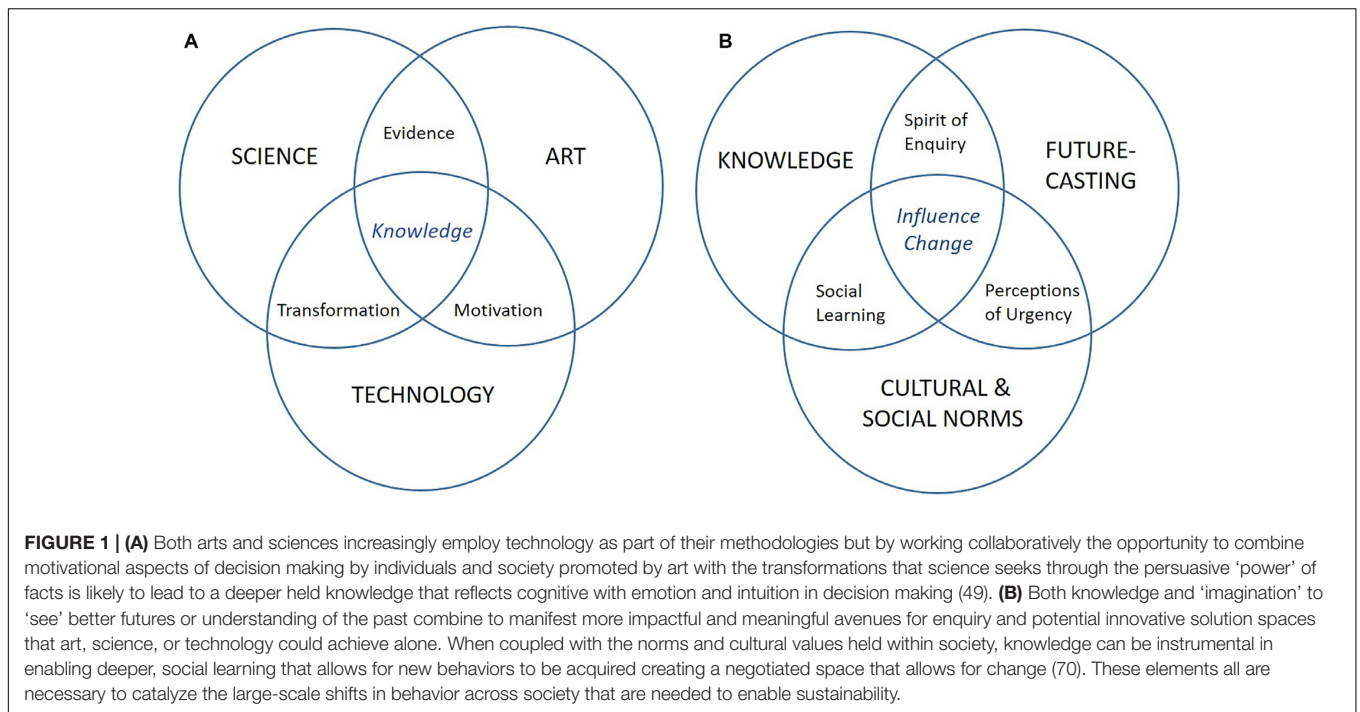 A
SCIENCE
Evidence
ART
Knowledge
Transformation
Motivation
TECHNOLOGY
B
KNOWLEDGE
Spirit of
Enquiry
FUTURE-
CASTING
Influence
Change
Social
Learning
Perceptions
of Urgency
CULTURAL &
SOCIAL NORMS
FIGURE 1 | (A) Both arts and sciences increasingly employ technology as part of their methodologies but by working collaboratively the opportunity to combine
motivational aspects of decision making by individuals and society promoted by art with the transformations that science seeks through the persuasive ‘power’ of
facts is likely to lead to a deeper held knowledge that reflects cognitive with emotion and intuition in decision making (49). (B) Both knowledge and ‘imagination’ to
‘see’ better futures or understanding of the past combine to manifest more impactful and meaningful avenues for enquiry and potential innovative solution spaces
that art, science, or technology could achieve alone. When coupled with the norms and cultural values held within society, knowledge can be instrumental in
enabling deeper, social learning that allows for new behaviors to be acquired creating a negotiated space that allows for change (70). These elements all are
necessary to catalyze the large-scale shifts in behavior across society that are needed to enable sustainability.